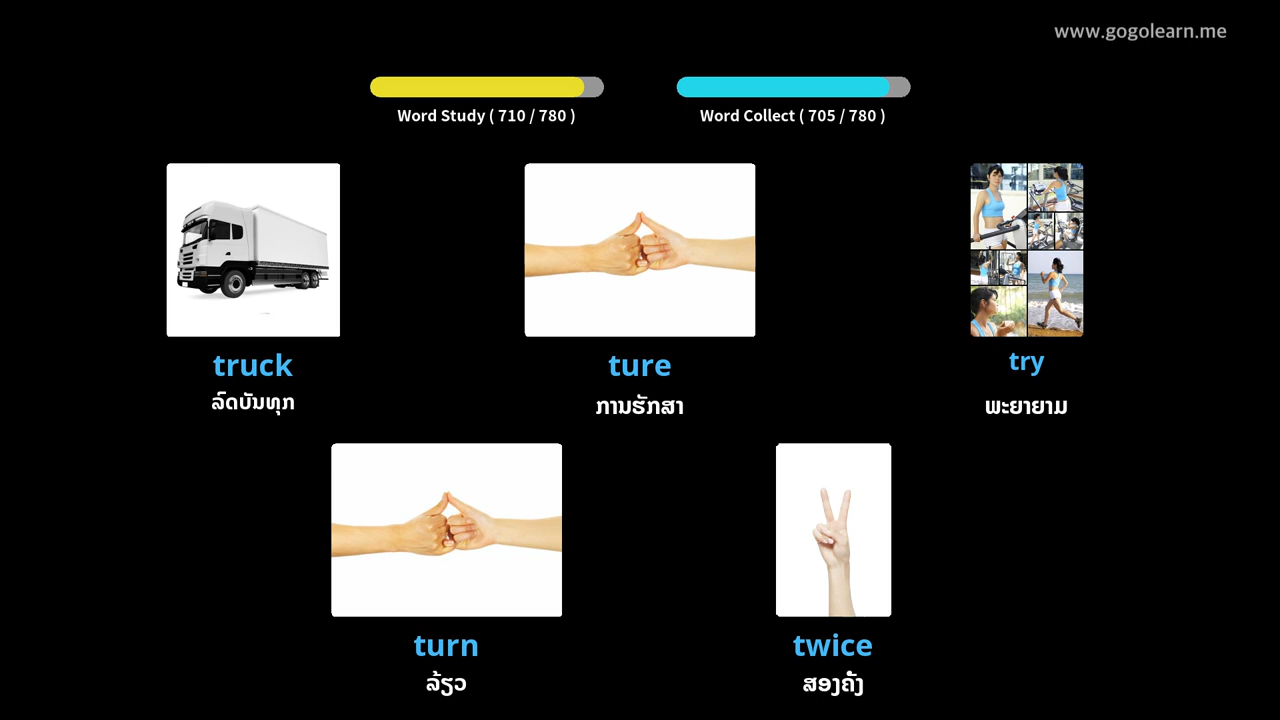 www.gogolearn.me
Word Study ( 710 / 780 )
Word Collect ( 705 / 780 )
truck
ລົດບັນທຸກ
ture
ການຮັກສາ
try
ພະຍາຍາມ
turn
ລ້ຽວ
twice
ສອງຄັ້ງ